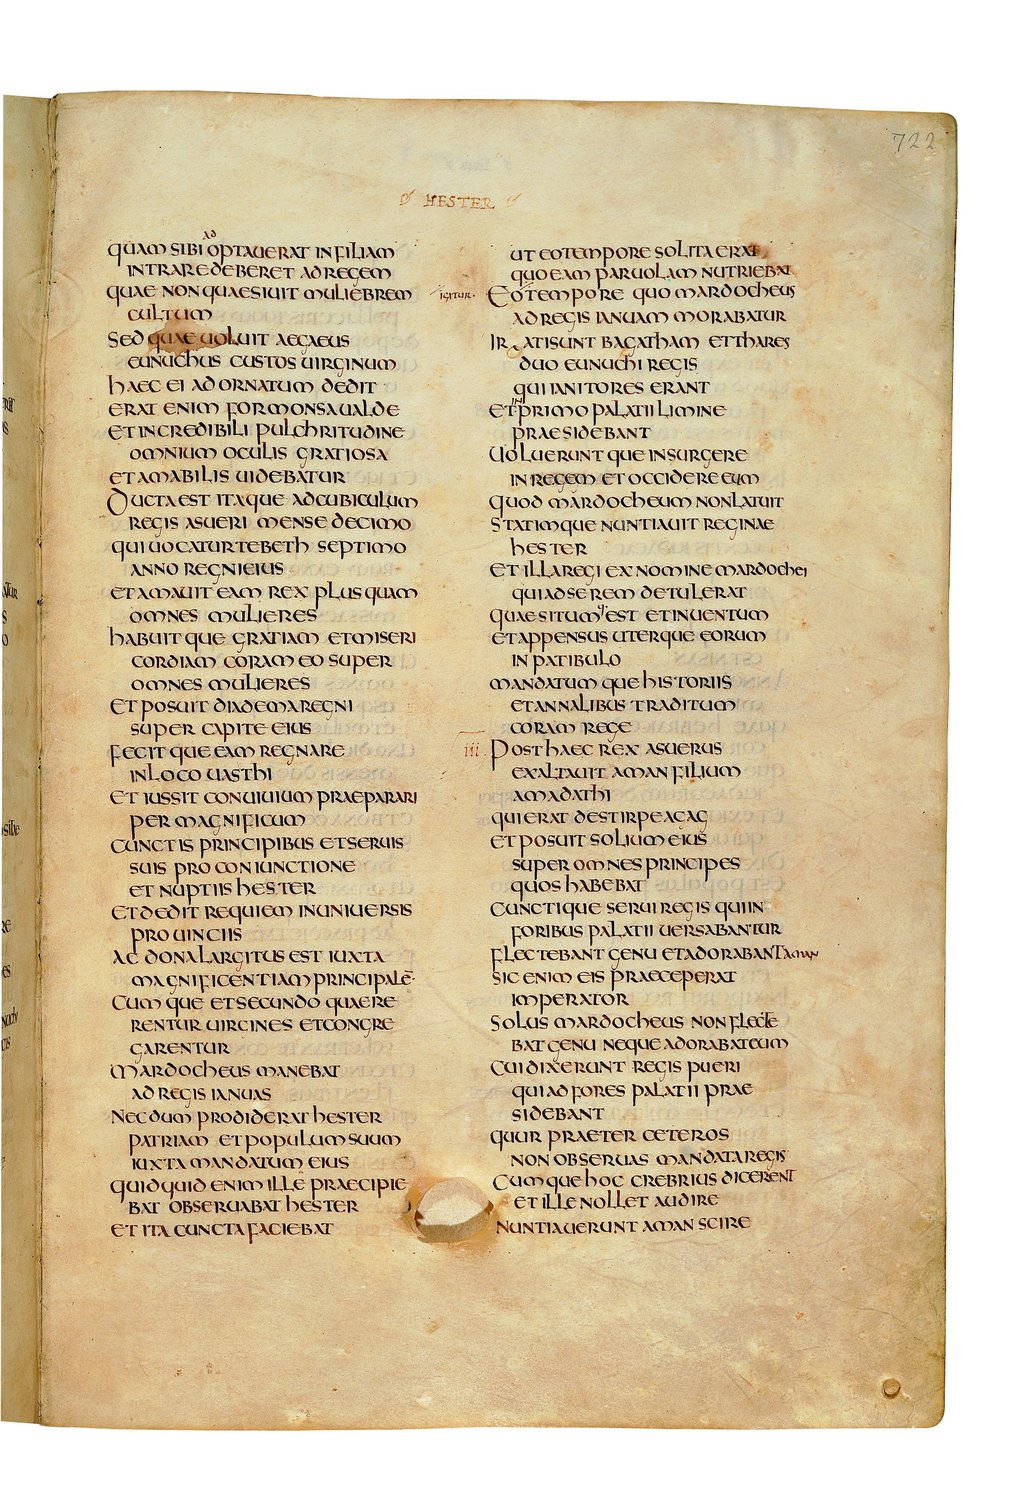 722
HESTER
QUAM SIBI ADOPTAUERAT IN FILIAM
INTRARE DEBERET AD REGEM
QUAE NON QUAESIUIT MULIEBREM
CULTUM
SED QUAE UOLUIT AEGAEUS
EUNUCHUS CUSTOS UIRGINUM
HAEC EI AD ORNATUM DEDIT
ERAT ENIM FORMONSA UALDE
ET INCREDIBILI PULCHRITUDINE
OMNIUM OCULIS GRATIOSA
ET AMABILIS UIDEBATUR
DUCTA EST ITAQUE AD CUBICULUM
REGIS ASUERI MENSE DECIMO
QUI UOCATUR TEBETH SEPTIMO
ANNO REGNI EIUS
ET AMAUIT EAM REX PLUS QUAM
OMNES MULIERES
HABUITQUE GRATIAM ET MISERI
CORDIAM CORAM EO SUPER
OMNES MULIERES
ET POSUIT DIADEMA REGNI
SUPER CAPITE EIUS
FECITQUE EAM REGNARE
IN LOCO UASTHI
ET IUSSIT CONUIUIUM PRAEPARARI
PER MAGNIFICUM
CUNCTIS PRINCIPIBUS ET SERUIS
SUIS PRO CONIUNCTIONE
ET NUPTIIS HESTER
ET DEDIT REQUIEM IN UNIUERSIS
PROUINCIIS
AC DONA LARGITUS EST IUXTA
MAGNIFICENTIAM PRINCIPALĒ·
CUMQUE ET SECUNDO QUAERE
RENTUR UIRGINES ET CONGRE
GARENTUR
MARDOCHEUS MANEBAT
AD REGIS IANUAS
NECDUM PRODIDERAT HESTER
PATRIAM ET POPULUM SUUM
IUXTA MANDATUM EIUS
QUIDQUID ENIM ILLE PRAECIPIE
BAT OBSERUABAT HESTER
ET ITA CUNCTA FACIEBAT
UT EO TEMPORE SOLITA ERAT
QUO EAM PARUOLAM NUTRIEBAT
IGITUR· EO TEMPORE QUO MARDOCHEUS
AD REGIS IANUAM MORABATUR
IRATI SUNT BAGATHAM ET THARES
DUO EUNUCHI REGIS
QUI IANITORES ERANT
ET IN PRIMO PALATII LIMINE
PRAESIDEBANT
UOLUERUNTQUE INSURGERE
IN REGEM ET OCCIDERE EUM
QUOD MARDOCHEUM NON LATUIT
STATIMQUE NUNTIAUIT REGINAE
HESTER
ET ILLA REGI EX NOMINE MARDOCHEI
QUI AD SE REM DETULERAT
QUAESITUMQ EST ET INUENTUM
ET APPENSUS UTERQUE EORUM
IN PATIBULO
MANDATUMQUE HISTORIIS
ET ANNALIBUS TRADITUM
CORAM REGE
III. POST HAEC REX ASUERUS
EXALTAUIT AMAN FILIUM
AMADATHI
QUI ERAT DE STIRPE AGAG
ET POSUIT SOLIUM EIUS
SUPER OMNES PRINCIPES
QUOS HABEBAT
CUNCTIQUE SERUI REGIS QUI IN
FORIBUS PALATII UERSABANTUR
FLECTEBANT GENU ET ADORABANT AMAN
SIC ENIM EIS PRAECEPERAT
IMPERATOR
SOLUS MARDOCHEUS NON FLECTE
BAT GENU NEQUE ADORABAT EUM
CUI DIXERUNT REGIS PUERI
QUI AD FORES PALATII PRAE
SIDEBANT
QUUR PRAETER CETEROS
NON OBSERUAS MANDATA REGIS
CUMQUE HOC CREBRIUS DICERENT
ET ILLE NOLLET AUDIRE
NUNTIAUERUNT AMAN SCIRE